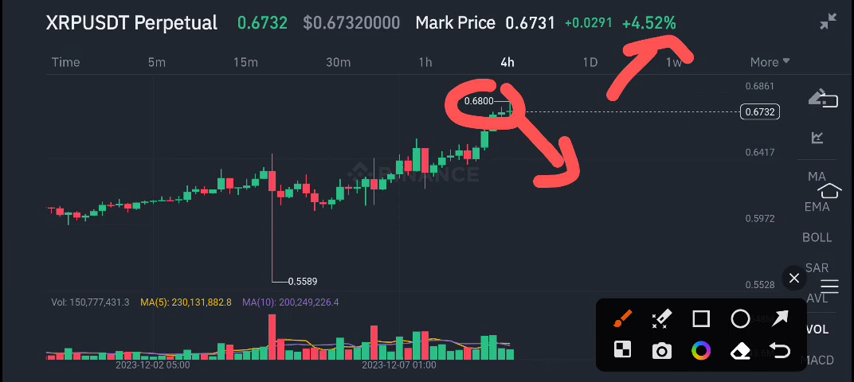 XRPUSDT Perpetual 0.6732 $0.67320000 Mark Price 0.6731 +0.0291 +4.52%
Time 5m 15m 30m 1h 4h 1D 1w More
0.6861
0.6800
0.6732
0.6417
BINANCE
MA
EMA
0.5972
BOLL
SAR
0.5589
0.5528
AVL
Vol: 150,777,431.3 MA(5): 230,131,882.8 MA(10): 200,249,226.4
VOL
MACD
2023-12-02 05:00 2023-12-07 01:00